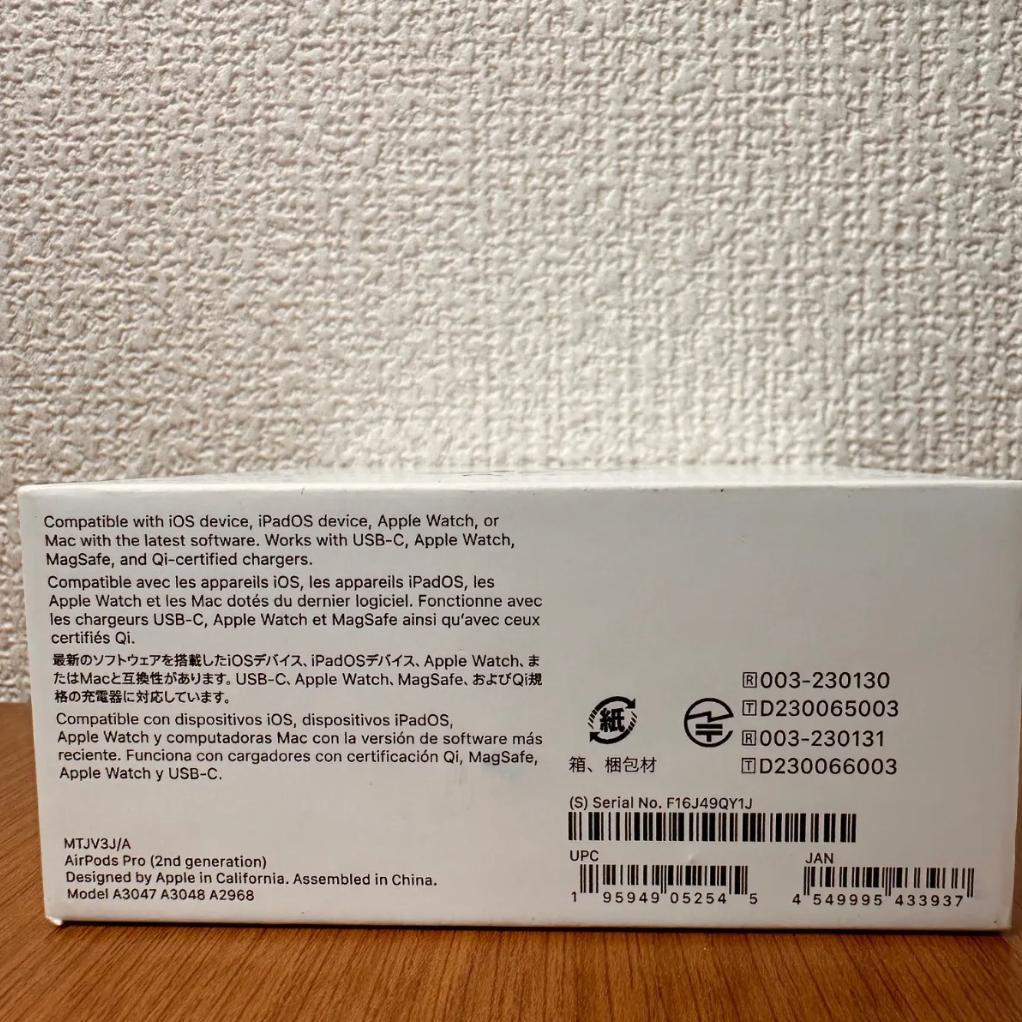 Compatible with iOS device, iPadOS device, Apple Watch, or
Mac with the latest software. Works with USB-C, Apple Watch,
MagSafe, and Qi-certified chargers.
Compatible avec les appareils iOS, les appareils iPadOS, les
Apple Watch et les Mac dotés du dernier logiciel. Fonctionne avec
les chargeurs USB-C, Apple Watch et MagSafe ainsi qu'avec ceux
certifiés Qi.
最新のソフトウェアを搭載したiOSデバイス、iPadOSデバイス、Apple Watch、ま
たはMacと互換性があります。USB-C、Apple Watch、MagSafe、およびQi規
格の充電器に対応しています。
Compatible con dispositivos iOS, dispositivos iPadOS,
Apple Watch y computadoras Mac con la versión de software más
reciente. Funciona con cargadores con certificación Qi, MagSafe,
Apple Watch y USB-C.
MTJV3J/A
AirPods Pro (2nd generation)
Designed by Apple in California. Assembled in China.
Model A3047 A3048 A2968
紙
箱、梱包材
R 003-230130
T D230065003
R 003-230131
T D230066003
(S) Serial No. F16J49QY1J
UPC
1 95949 05254 5
JAN
4 549995 433937